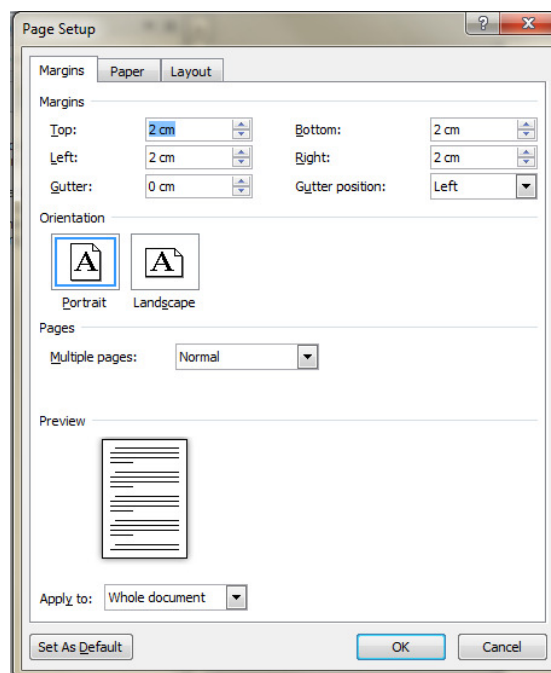 Page Setup
Margins Paper Layout
Margins
Top: 2 cm Bottom: 2 cm
Left: 2 cm Right: 2 cm
Gutter: 0 cm Gutter position: Left
Orientation
A A
Portrait Landscape
Pages
Multiple pages: Normal
Preview
Apply to: Whole document
Set As Default OK Cancel